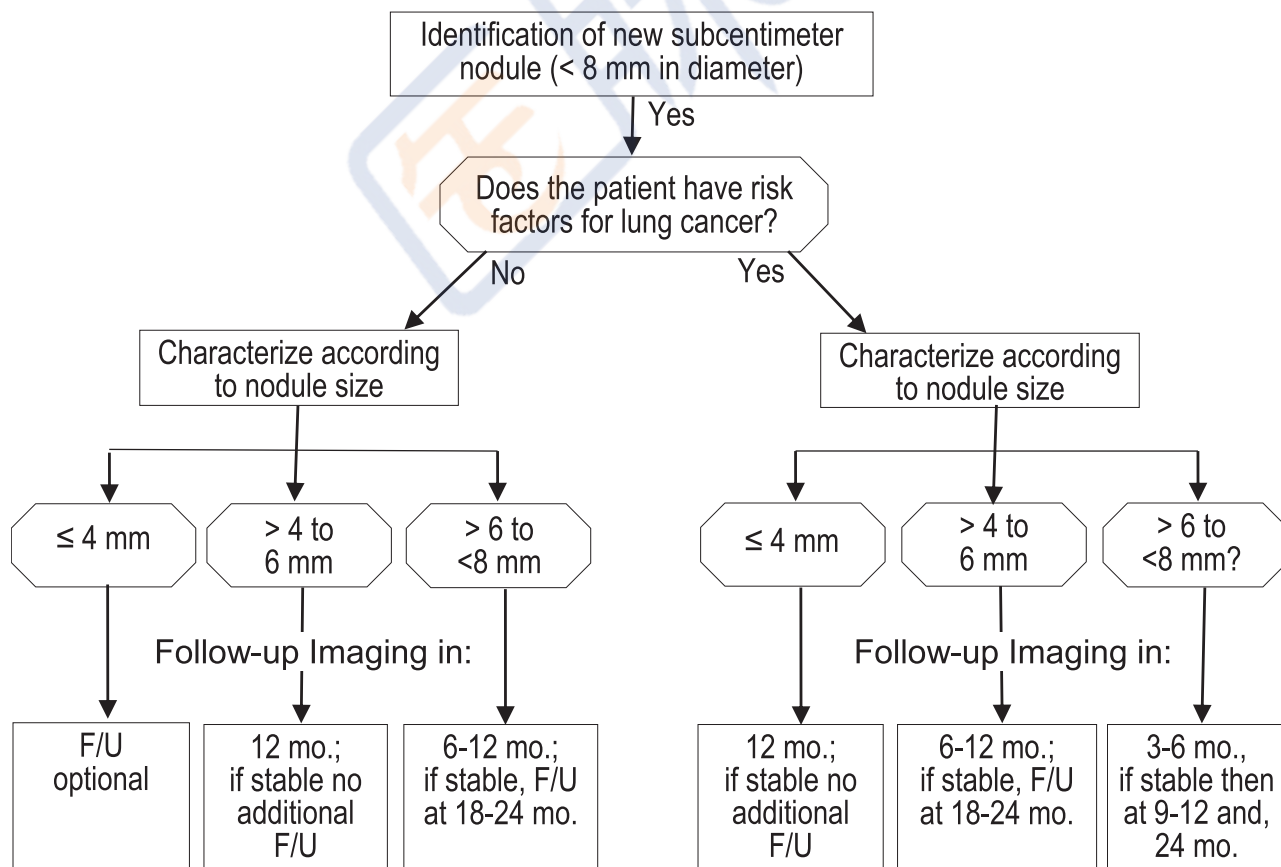 Identification of new subcentimeter
nodule (< 8 mm in diameter)
Yes
Does the patient have risk
factors for lung cancer?
No
Yes
Characterize according
to nodule size
Characterize according
to nodule size
≤ 4 mm
> 4 to
6 mm
> 6 to
<8 mm
≤ 4 mm
> 4 to
6 mm
> 6 to
<8 mm?
Follow-up Imaging in:
Follow-up Imaging in:
F/U
optional
12 mo.;
if stable no
additional
F/U
6-12 mo.;
if stable, F/U
at 18-24 mo.
12 mo.;
if stable no
additional
F/U
6-12 mo.;
if stable, F/U
at 18-24 mo.
3-6 mo.,
if stable then
at 9-12 and,
24 mo.